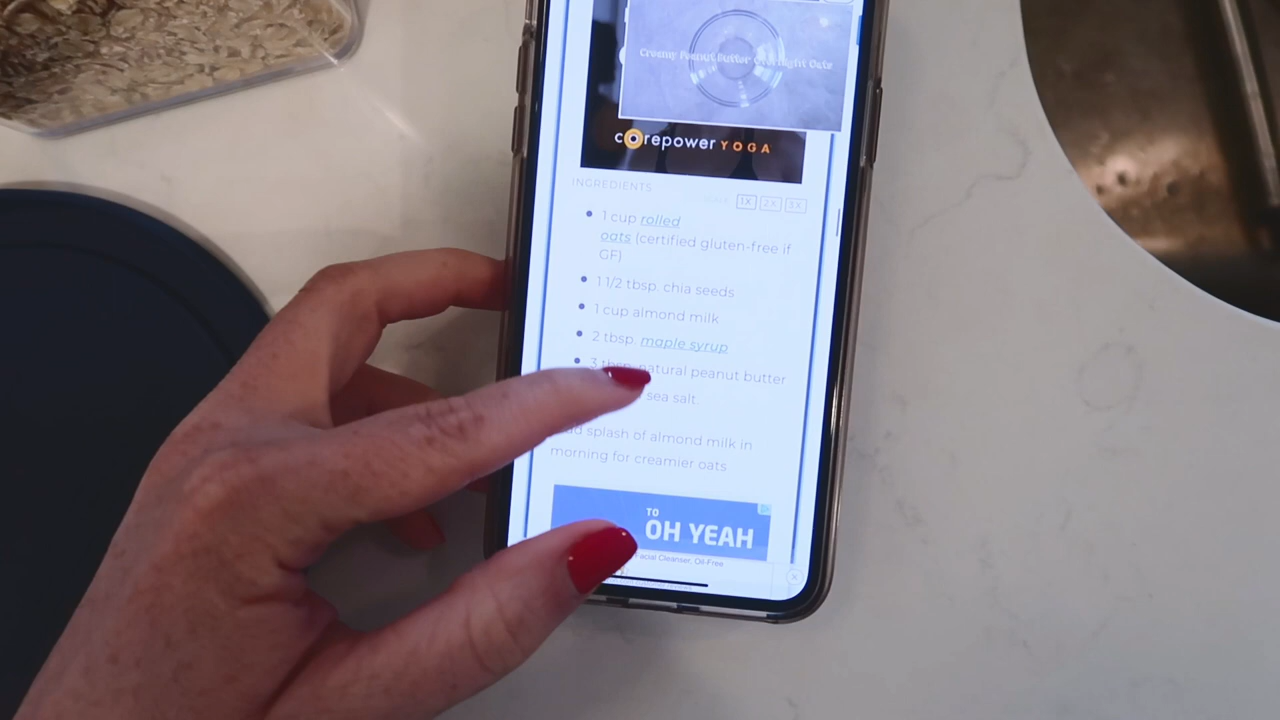 Creamy Peanut Butter Overnight Oats
corepower YOGA
INGREDIENTS
1X 2X 3X
1 cup rolled
oats (certified gluten-free if
GF)
1 1/2 tbsp. chia seeds
1 cup almond milk
2 tbsp. maple syrup
3 tbsp. natural peanut butter
sea salt
splash of almond milk in
morning for creamier oats
TO
OH YEAH
Facial Cleanser, Oil-Free